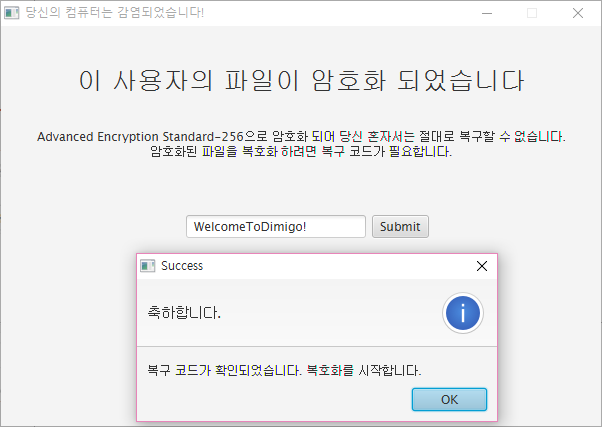 당신의 컴퓨터는 감염되었습니다!
이 사용자의 파일이 암호화 되었습니다
Advanced Encryption Standard-256으로 암호화 되어 당신 혼자서는 절대로 복구할 수 없습니다.
암호화된 파일을 복호화 하려면 복구 코드가 필요합니다.
WelcomeToDimigo! Submit
Success
축하합니다.
복구 코드가 확인되었습니다. 복호화를 시작합니다.
OK